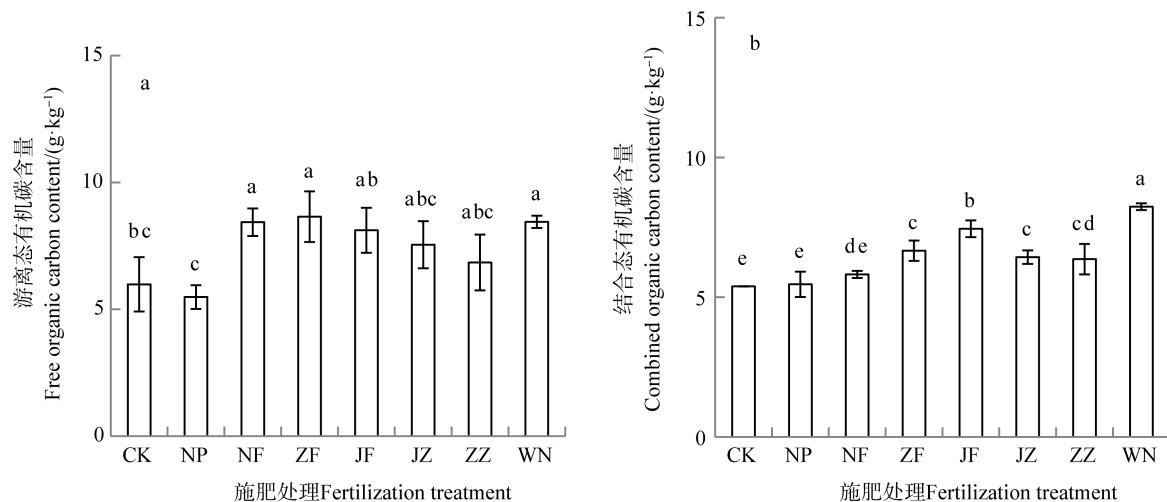 15
10
5
0
游离态有机碳含量
Free organic carbon content/(g·kg⁻¹)
a
bc
c
a
a
ab
abc
abc
a
CK NP NF ZF JF JZ ZZ WN
施肥处理Fertilization treatment
15
10
5
0
结合态有机碳含量
Combined organic carbon content/(g·kg⁻¹)
b
e
e
de
c
b
c
cd
a
CK NP NF ZF JF JZ ZZ WN
施肥处理Fertilization treatment